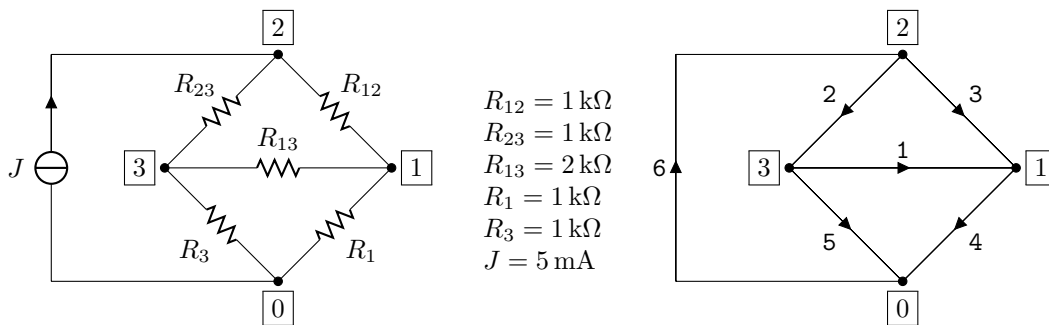 2
R₂₃
R₁₂
R₁₃
J
3
1
R₃
R₁
0
R₁₂ = 1 kΩ
R₂₃ = 1 kΩ
R₁₃ = 2 kΩ
R₁ = 1 kΩ
R₃ = 1 kΩ
J = 5 mA
2
2
3
1
6
3
1
5
4
0